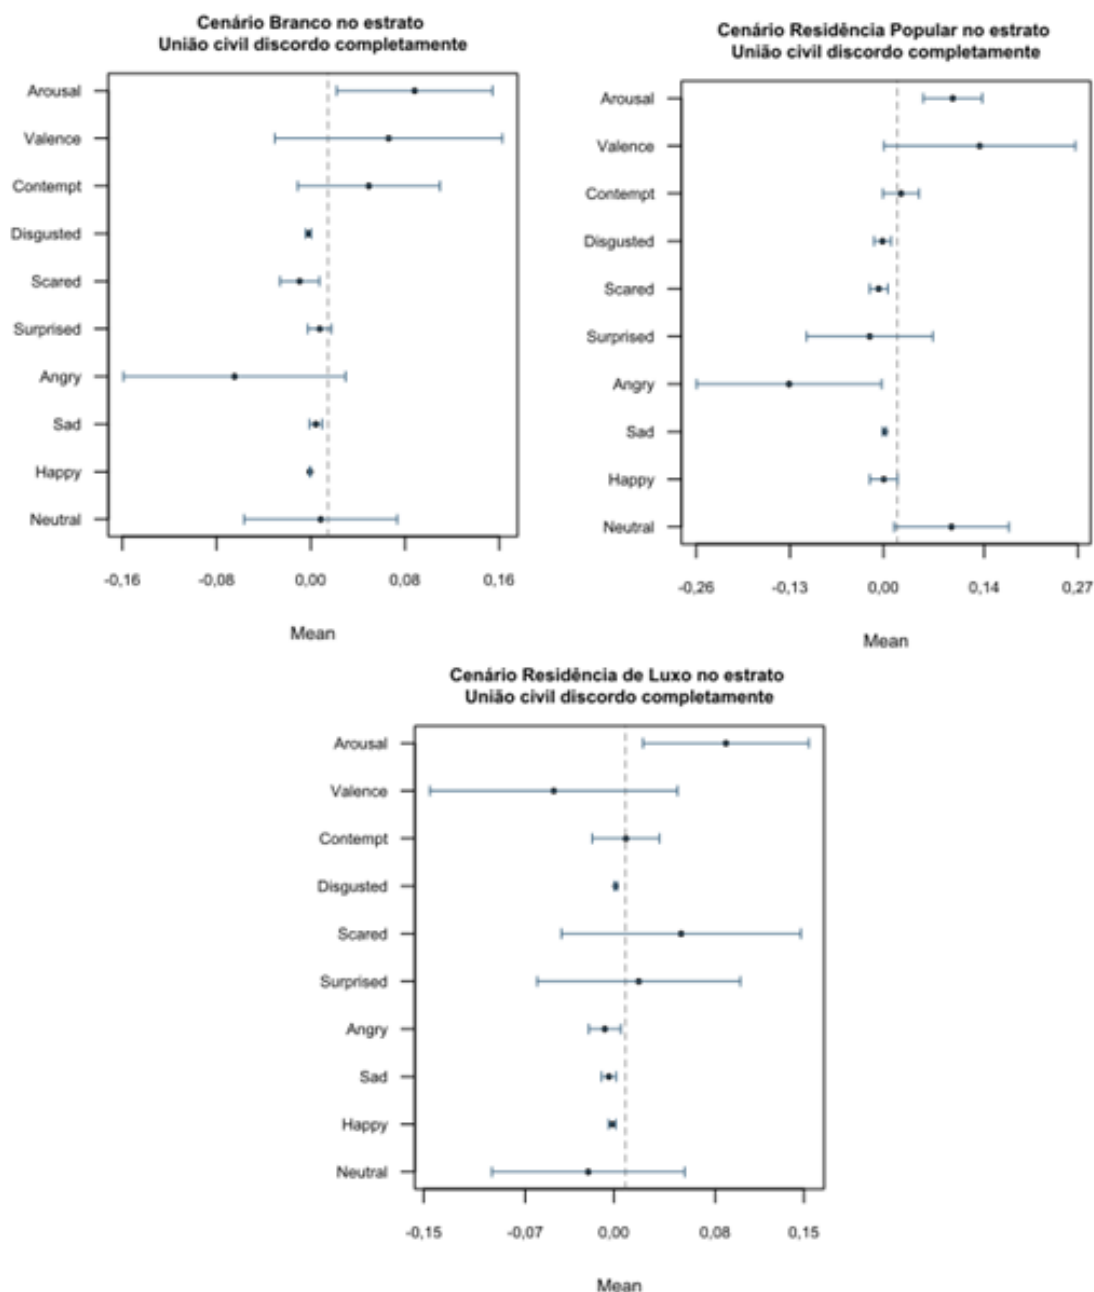 Cenário Branco no estrato
União civil discordo completamente
Arousal
Valence
Contempt
Disgusted
Scared
Surprised
Angry
Sad
Happy
Neutral
-0,16 -0,08 0,00 0,08 0,16
Mean
Cenário Residência Popular no estrato
União civil discordo completamente
Arousal
Valence
Contempt
Disgusted
Scared
Surprised
Angry
Sad
Happy
Neutral
-0,26 -0,13 0,00 0,14 0,27
Mean
Cenário Residência de Luxo no estrato
União civil discordo completamente
Arousal
Valence
Contempt
Disgusted
Scared
Surprised
Angry
Sad
Happy
Neutral
-0,15 -0,07 0,00 0,08 0,15
Mean